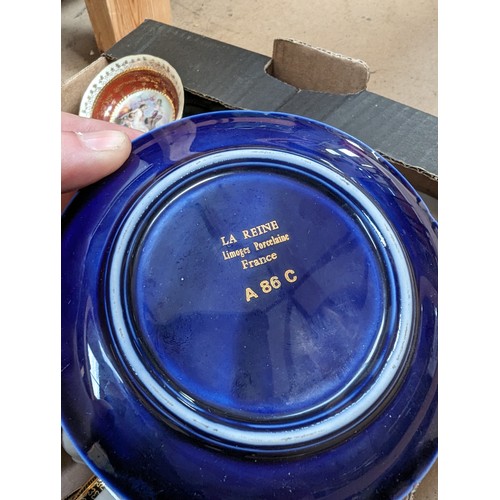 LA REINE
Limoges Porcelaine
France
A 86 C